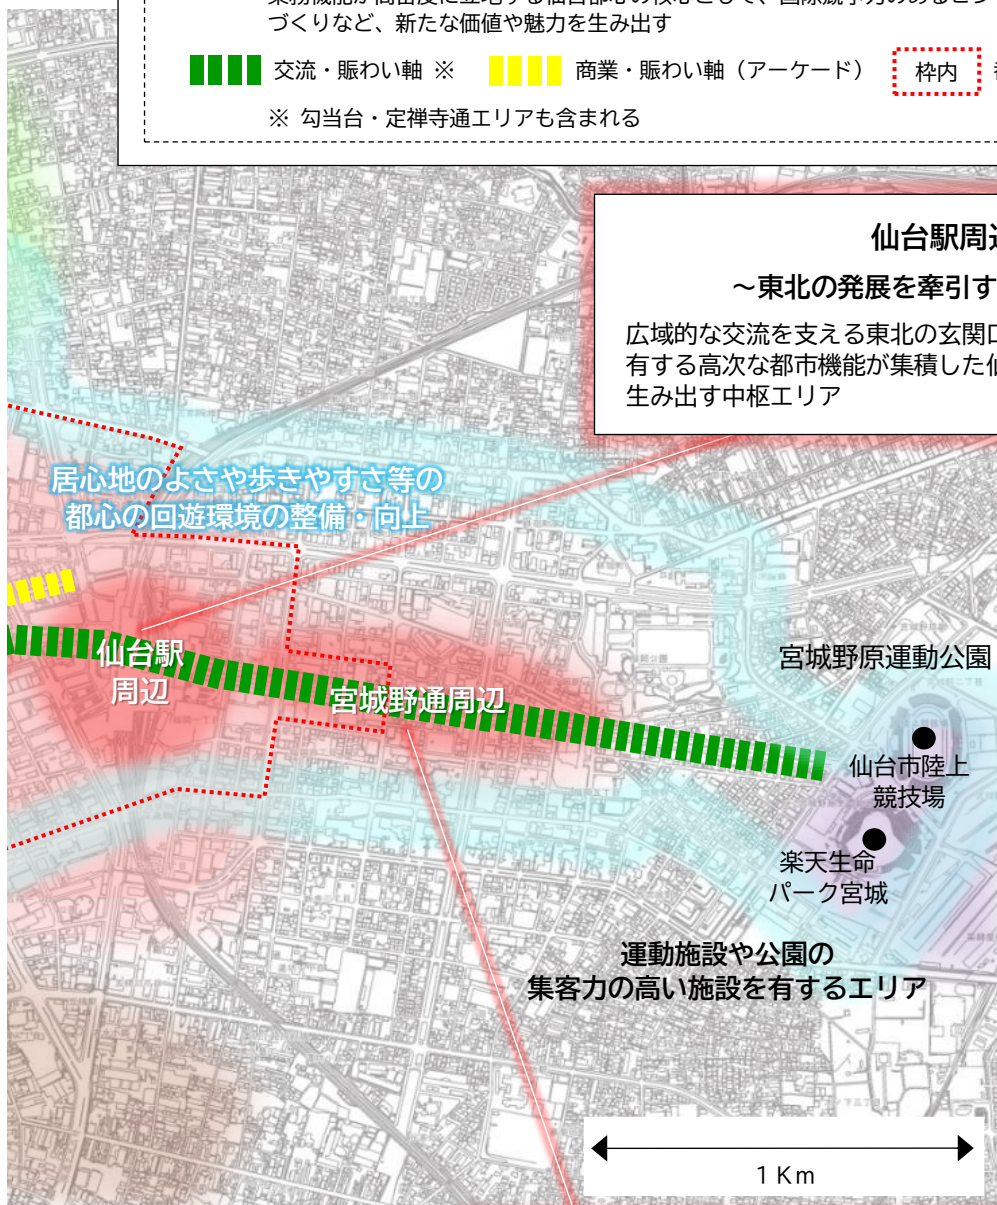 づくりなど、新たな価値や魅力を生み出す
交流・賑わい軸 ※
商業・賑わい軸（アーケード）
枠内
※ 勾当台・定禅寺通エリアも含まれる
仙台駅周辺
～東北の発展を牽引す
広域的な交流を支える東北の玄関口
有する高次な都市機能が集積した仙
生み出す中枢エリア
居心地のよさや歩きやすさ等の
都心の回遊環境の整備・向上
仙台駅
周辺
宮城野通周辺
宮城野原運動公園
仙台市陸上
競技場
楽天生命
パーク宮城
運動施設や公園の
集客力の高い施設を有するエリア
1Km